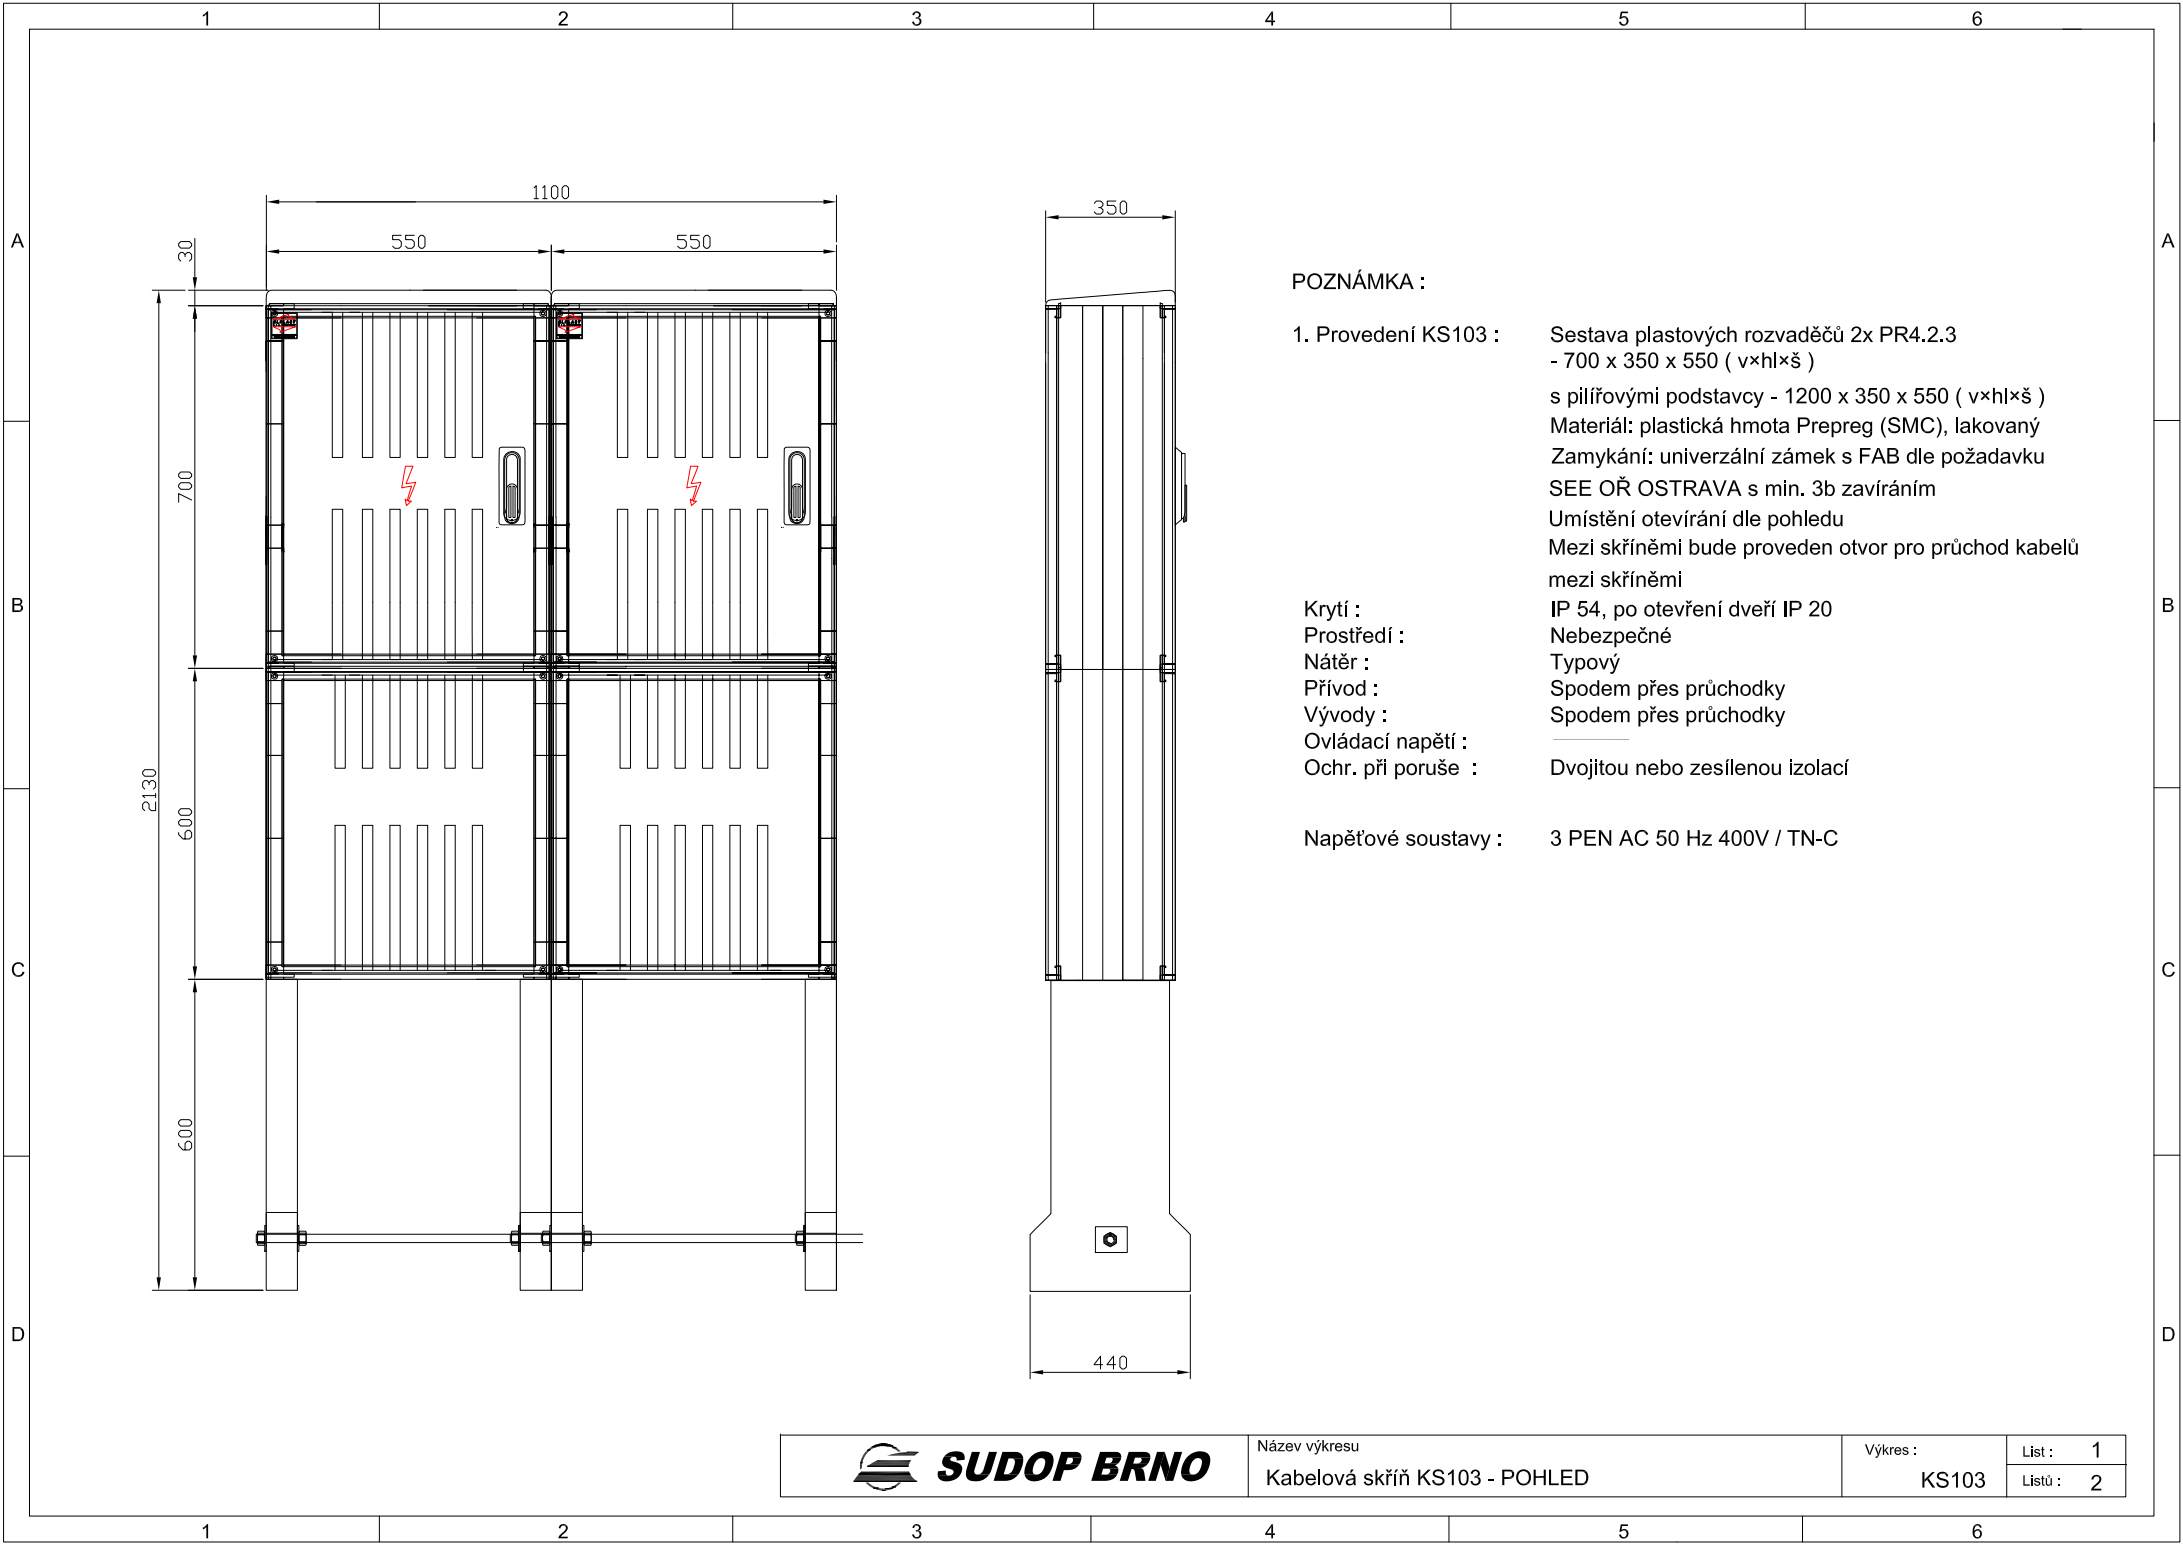 1 2 3 4 5 6
1100
350
550 550
30
A A
POZNÁMKA :
1. Provedení KS103 : Sestava plastových rozvaděčů 2x PR4.2.3
- 700 x 350 x 550 ( v×hl×š )
s pilířovými podstavcy - 1200 x 350 x 550 ( v×hl×š )
Materiál: plastická hmota Prepreg (SMC), lakovaný
Zamykání: univerzální zámek s FAB dle požadavku
SEE OŘ OSTRAVA s min. 3b zavíráním
700
Umístění otevírání dle pohledu
Mezi skříněmi bude proveden otvor pro průchod kabelů
mezi skříněmi
B B
Krytí : IP 54, po otevření dveří IP 20
Prostředí : Nebezpečné
Nátěr : Typový
Přívod : Spodem přes průchodky
Vývody : Spodem přes průchodky
Ovládací napětí :
Ochr. při poruše : Dvojitou nebo zesílenou izolací
2130
600
Napěťové soustavy : 3 PEN AC 50 Hz 400V / TN-C
C C
600
D D
440
SUDOP BRNO
Název výkresu
Kabelová skříň KS103 - POHLED
Výkres :
KS103
List : 1
Listů : 2
1 2 3 4 5 6